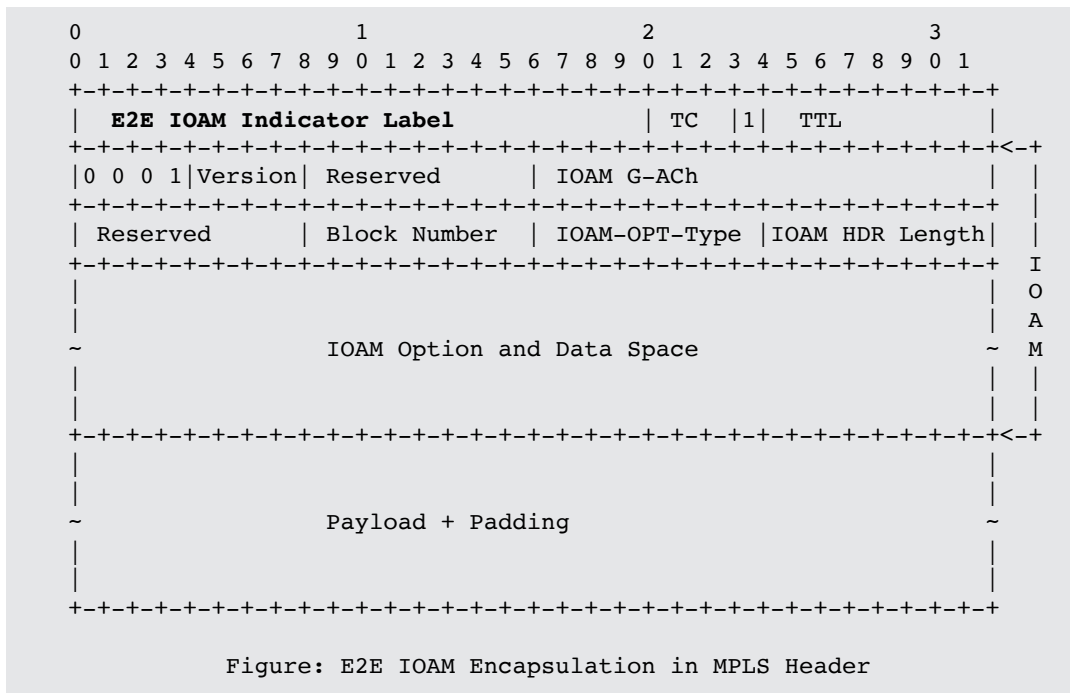 0                   1                   2                   3
0 1 2 3 4 5 6 7 8 9 0 1 2 3 4 5 6 7 8 9 0 1 2 3 4 5 6 7 8 9 0 1
+-+-+-+-+-+-+-+-+-+-+-+-+-+-+-+-+-+-+-+-+-+-+-+-+-+-+-+-+-+-+-+-+
|  E2E IOAM Indicator Label             | TC  |1|  TTL          |
+-+-+-+-+-+-+-+-+-+-+-+-+-+-+-+-+-+-+-+-+-+-+-+-+-+-+-+-+-+-+-+-+<-+
|0 0 0 1|Version| Reserved      | IOAM G-ACh                    |  |
+-+-+-+-+-+-+-+-+-+-+-+-+-+-+-+-+-+-+-+-+-+-+-+-+-+-+-+-+-+-+-+-+  |
| Reserved      | Block Number  | IOAM-OPT-Type |IOAM HDR Length|  |
+-+-+-+-+-+-+-+-+-+-+-+-+-+-+-+-+-+-+-+-+-+-+-+-+-+-+-+-+-+-+-+-+  I
|                                                               |  O
|                                                               |  A
~                 IOAM Option and Data Space                    ~  M
|                                                               |  |
|                                                               |  |
+-+-+-+-+-+-+-+-+-+-+-+-+-+-+-+-+-+-+-+-+-+-+-+-+-+-+-+-+-+-+-+-+<-+
|                                                               |
|                                                               |
~                 Payload + Padding                             ~
|                                                               |
|                                                               |
+-+-+-+-+-+-+-+-+-+-+-+-+-+-+-+-+-+-+-+-+-+-+-+-+-+-+-+-+-+-+-+-+
Figure: E2E IOAM Encapsulation in MPLS Header